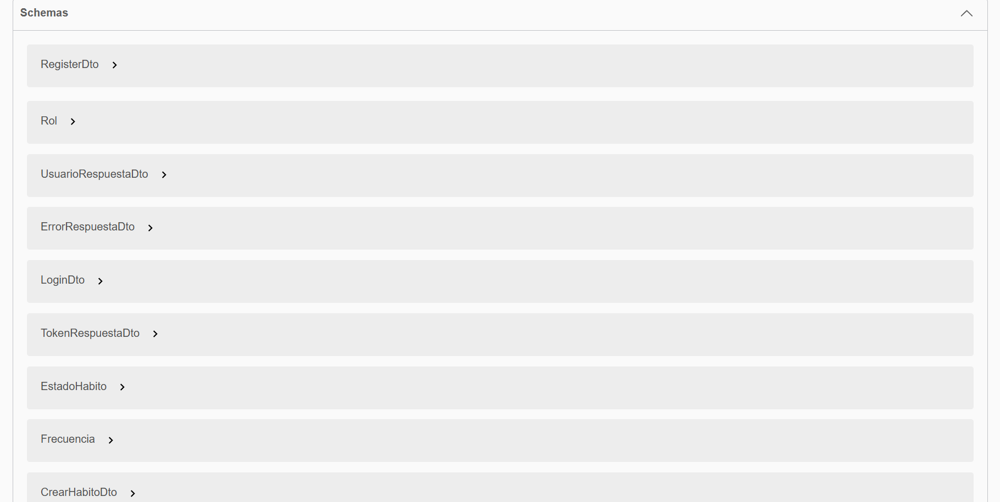 Schemas
RegisterDto
Rol
UsuarioRespuestaDto
ErrorRespuestaDto
LoginDto
TokenRespuestaDto
EstadoHabito
Frecuencia
CrearHabitoDto